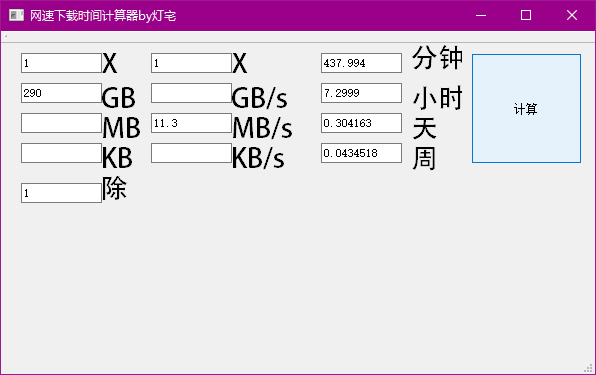 网速下载时间计算器by灯宅
1 X 1 X 437.994 分钟
290 GB GB/s 7.2999 小时
MB 11.3 MB/s 0.304163 天
KB KB/s 0.0434518 周
1 除
计算